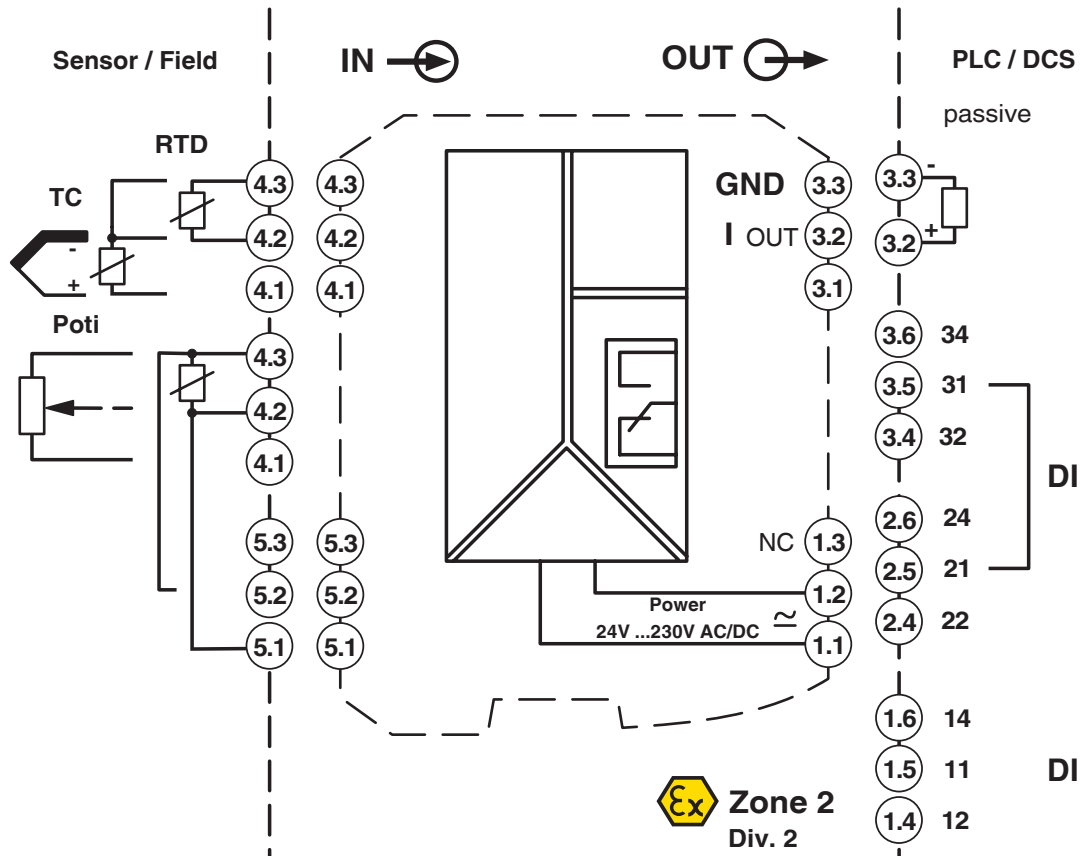 Sensor / Field
IN
OUT
PLC / DCS
passive
RTD
TC
-
+
Poti
4.3
4.2
4.1
4.3
4.2
4.1
5.3
5.2
5.1
4.3
4.2
4.1
5.3
5.2
5.1
GND 3.3
I OUT 3.2
3.1
NC 1.3
1.2
Power
24V ...230V AC/DC ≃
1.1
3.3 -
3.2 +
3.6 34
3.5 31
3.4 32
DI
2.6 24
2.5 21
2.4 22
1.6 14
1.5 11
DI
1.4 12
Ex Zone 2
Div. 2